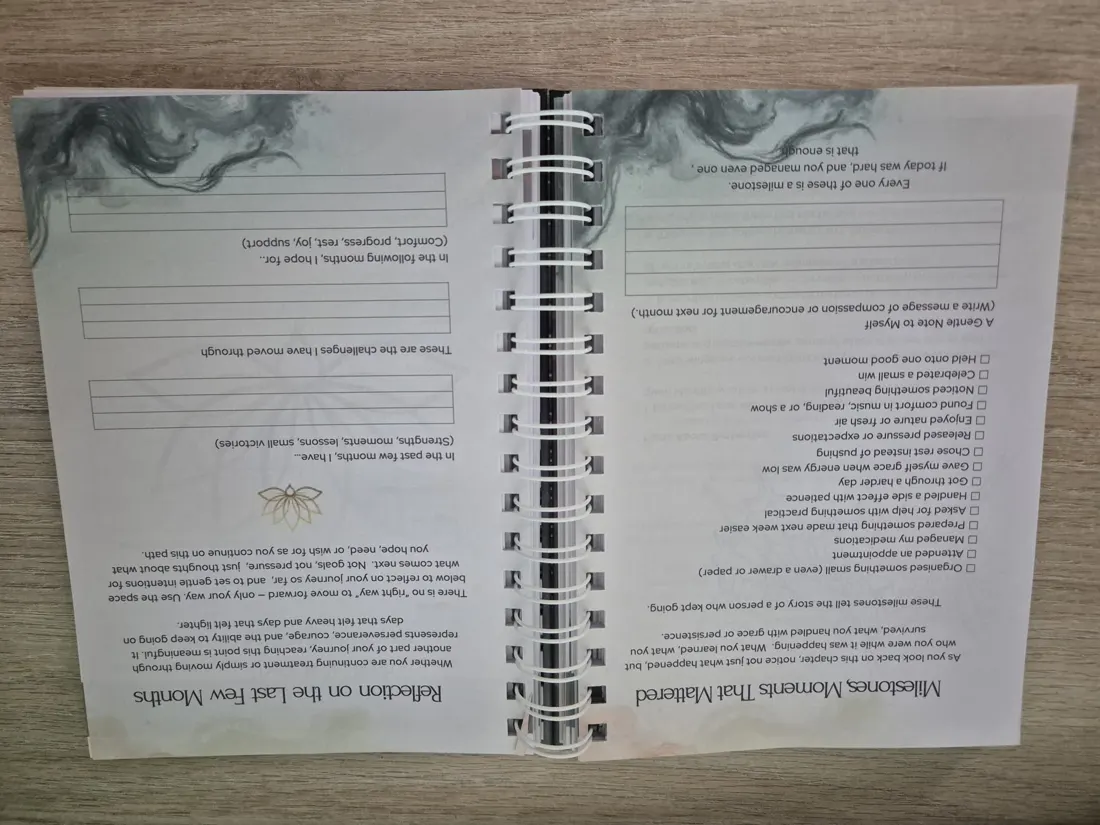 Milestones, Moments That Mattered
As you look back on this chapter, notice not just what happened, but
who you were while it was happening. What you learned, what you
survived, what you handled with grace or persistence.
These milestones tell the story of a person who kept going.
Organised something small (even a drawer or paper)
Attended an appointment
Managed my medications
Prepared something that made next week easier
Asked for help with something practical
Handled a side effect with patience
Got through a harder day
Gave myself grace when energy was low
Chose rest instead of pushing
Released pressure or expectations
Enjoyed nature or fresh air
Found comfort in music, reading, or a show
Noticed something beautiful
Celebrated a small win
Held onto one good moment
A Gentle Note to Myself
(Write a message of compassion or encouragement for next month.)
Every one of these is a milestone.
If today was hard, and you managed even one ,
that is enough.
Reflection on the Last Few Months
Whether you are continuing treatment or simply moving through
another part of your journey, reaching this point is meaningful. It
represents perseverance, courage, and the ability to keep going on
days that felt heavy and days that felt lighter.
There is no "right way" to move forward – only your way. Use the space
below to reflect on your journey so far, and to set gentle intentions for
what comes next. Not goals, not pressure, just thoughts about what
you hope, need, or wish for as you continue on this path.
In the past few months, I have...
(Strengths, moments, lessons, small victories)
These are the challenges I have moved through
In the following months, I hope for..
(Comfort, progress, rest, joy, support)